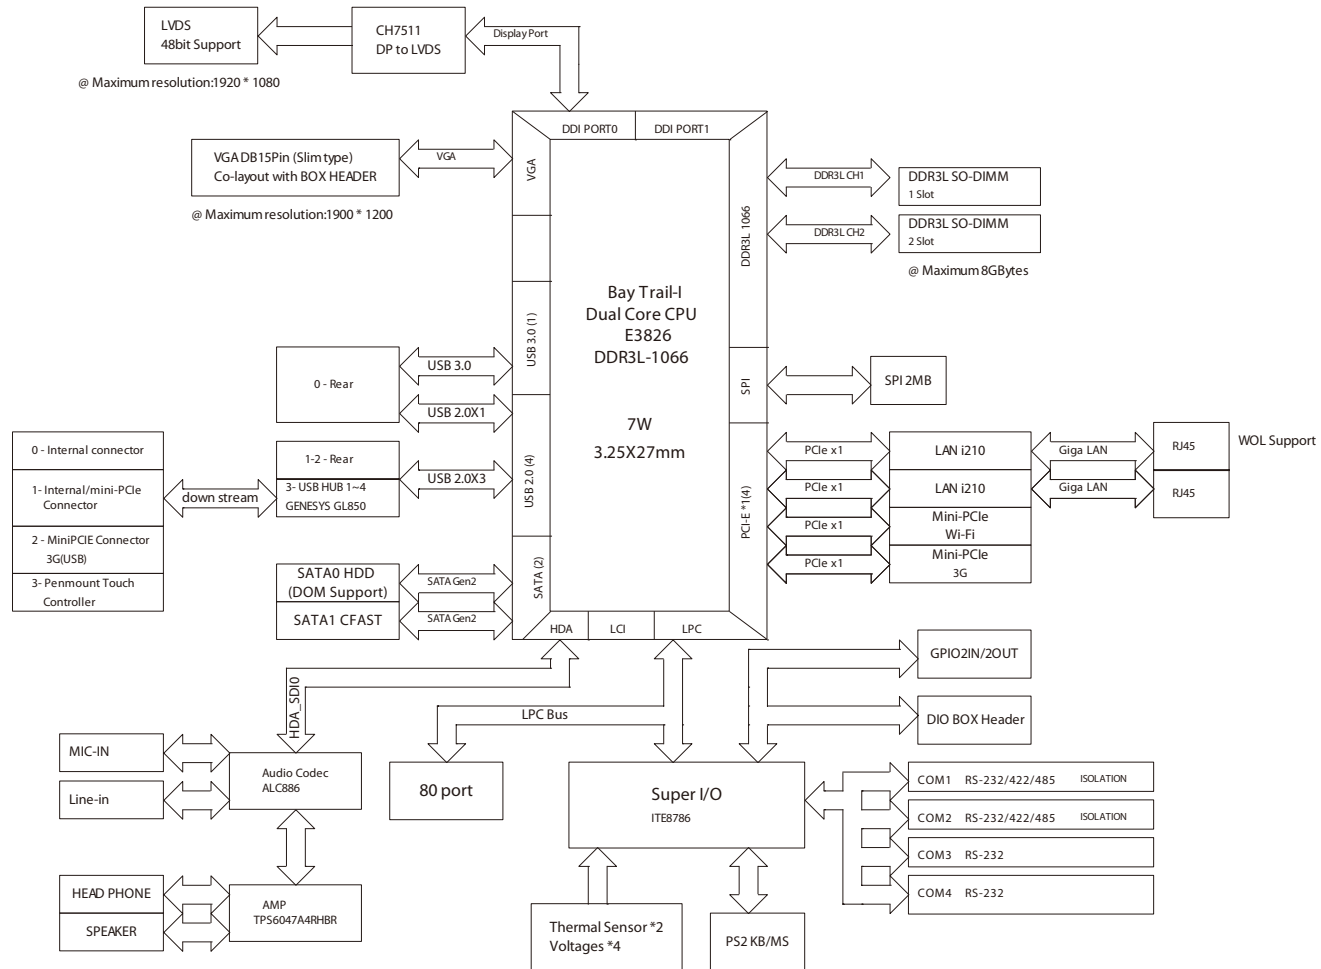 LVDS
48bit Support
CH7511
DP to LVDS
Display Port
@ Maximum resolution:1920 * 1080
DDI PORT0
DDI PORT1
VGA DB15Pin (Slim type)
Co-layout with BOX HEADER
VGA
VGA
@ Maximum resolution:1900 * 1200
DDR3L 1066
DDR3L CH1
DDR3L SO-DIMM
1 Slot
DDR3L CH2
DDR3L SO-DIMM
2 Slot
@ Maximum 8GBytes
Bay Trail-I
Dual Core CPU
E3826
DDR3L-1066
7W
3.25X27mm
USB 3.0 (1)
USB 3.0
0 - Rear
USB 2.0X1
SPI
SPI 2MB
0 - Internal connector
1- Internal/mini-PCIe
Connector
2 - MiniPCIE Connector
3G(USB)
3- Penmount Touch
Controller
down stream
1-2 - Rear
3- USB HUB 1~4
GENESYS GL850
USB 2.0X3
USB 2.0 (4)
PCI-E *1(4)
PCIe x1
LAN i210
Giga LAN
RJ45
WOL Support
PCIe x1
LAN i210
Giga LAN
RJ45
PCIe x1
Mini-PCIe
Wi-Fi
PCIe x1
Mini-PCIe
3G
SATA0 HDD
(DOM Support)
SATA Gen2
SATA1 CFAST
SATA Gen2
SATA (2)
HDA
LCI
LPC
HDA_SDI0
LPC Bus
GPIO2IN/2OUT
DIO BOX Header
MIC-IN
Line-in
Audio Codec
ALC886
80 port
Super I/O
ITE8786
COM1 RS-232/422/485 ISOLATION
COM2 RS-232/422/485 ISOLATION
COM3 RS-232
COM4 RS-232
HEAD PHONE
SPEAKER
AMP
TPS6047A4RHBR
Thermal Sensor *2
Voltages *4
PS2 KB/MS